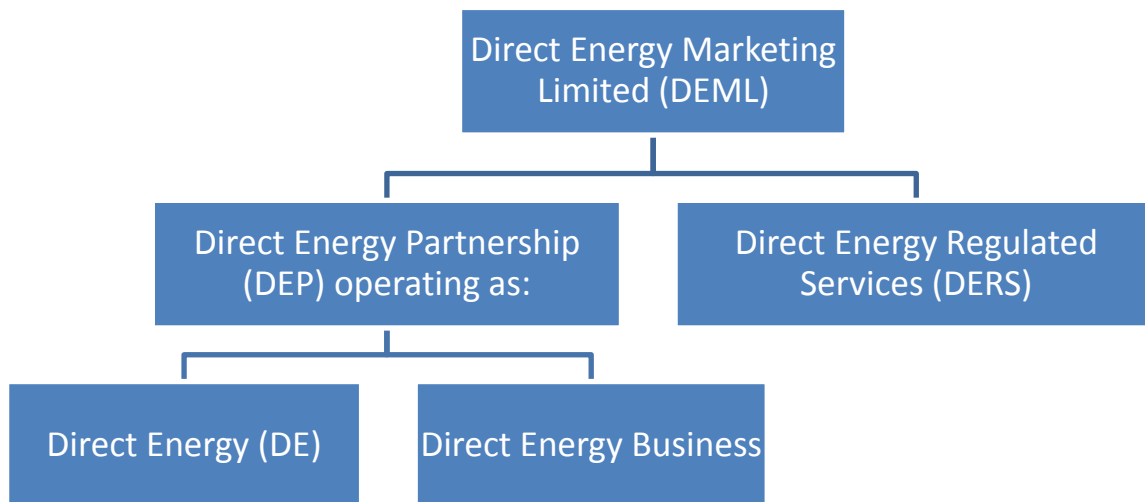 Direct Energy Marketing
Limited (DEML)
Direct Energy Partnership
(DEP) operating as:
Direct Energy Regulated
Services (DERS)
Direct Energy (DE)
Direct Energy Business